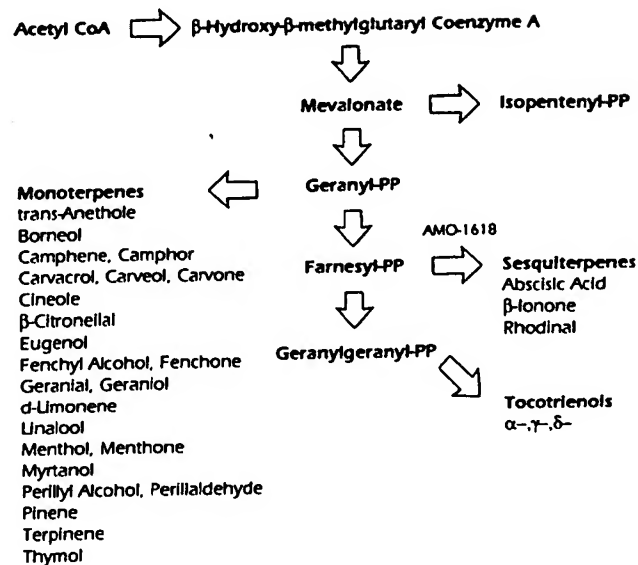 Acetyl CoA
β-Hydroxy-β-methylglutaryl Coenzyme A
Mevalonate
Isopentenyl-PP
Geranyl-PP
Monoterpenes
trans-Anethole
Borneol
Camphene, Camphor
Carvacrol, Carveol, Carvone
Cineole
β-Citronellal
Eugenol
Fenchyl Alcohol, Fenchone
Geranial, Geraniol
d-Limonene
Linalool
Menthol, Menthone
Myrtanol
Perillyl Alcohol, Perillaldehyde
Pinene
Terpinene
Thymol
AMO-1618
Farnesyl-PP
Sesquiterpenes
Abscisic Acid
β-Ionone
Rhodinal
Geranylgeranyl-PP
Tocotrienols
α-,γ-,δ-